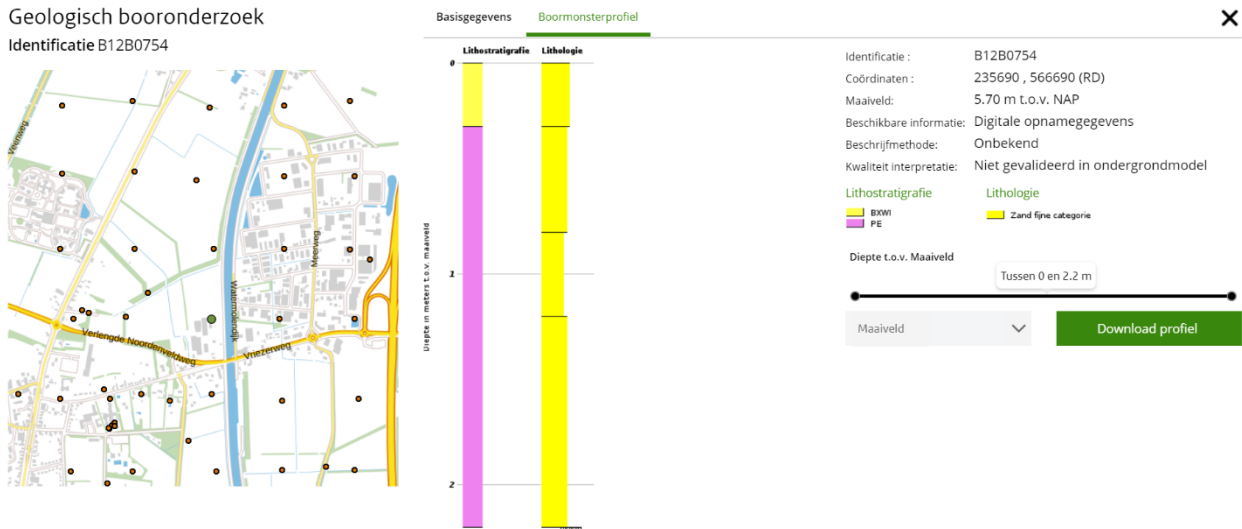 Geologisch booronderzoek
Identificatie B12B0754
Veenweg
Meerweg
Watermolendijk
Verlengde Noordenveldweg
Vriezerweg
Basisgegevens
Boormonsterprofiel
Lithostratigrafie
Lithologie
Diepte in meters t.o.v. maaiveld
0
1
2
Identificatie : B12B0754
Coördinaten : 235690 , 566690 (RD)
Maaiveld: 5.70 m t.o.v. NAP
Beschikbare informatie: Digitale opnamegegevens
Beschrijfmethode: Onbekend
Kwaliteit interpretatie: Niet gevalideerd in ondergrondmodel
Lithostratigrafie
BXWI
PE
Lithologie
Zand fijne categorie
Diepte t.o.v. Maaiveld
Tussen 0 en 2.2 m
Maaiveld
Download profiel